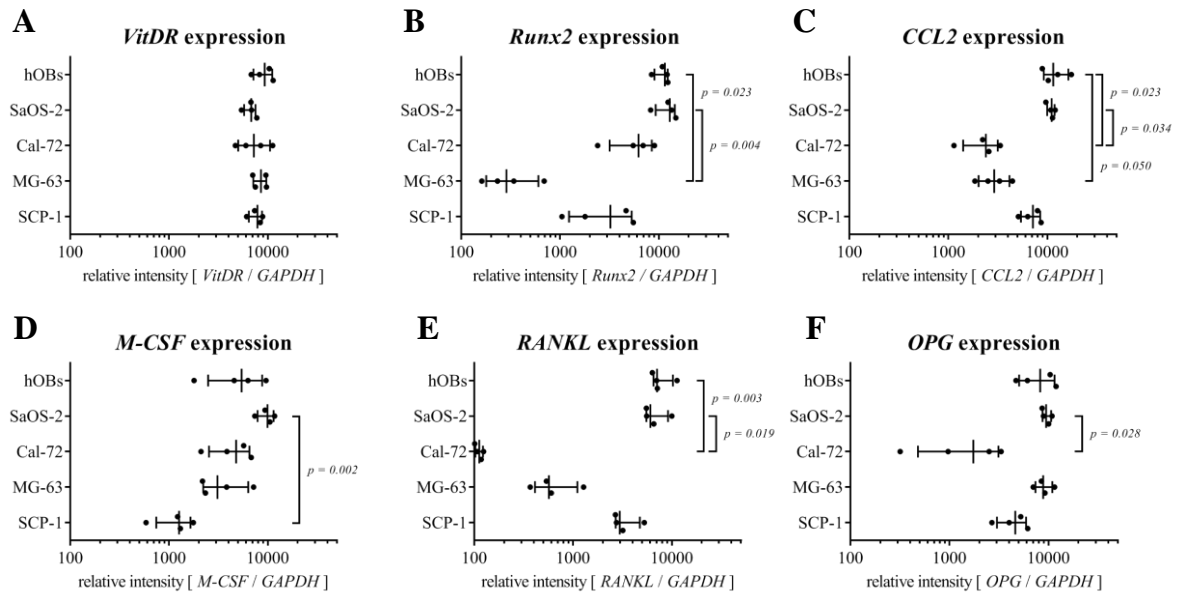 A
VitDR expression
hOBs
SaOS-2
Cal-72
MG-63
SCP-1
100 1000 10000
relative intensity [ VitDR / GAPDH ]
B
Runx2 expression
p = 0.023
p = 0.004
100 1000 10000
relative intensity [ Runx2 / GAPDH ]
hOBs
SaOS-2
Cal-72
MG-63
SCP-1
C
CCL2 expression
hOBs
SaOS-2
Cal-72
MG-63
SCP-1
p = 0.023
p = 0.034
p = 0.050
100 1000 10000
relative intensity [ CCL2 / GAPDH ]
D
M-CSF expression
hOBs
SaOS-2
Cal-72
MG-63
SCP-1
p = 0.002
100 1000 10000
relative intensity [ M-CSF / GAPDH ]
E
RANKL expression
hOBs
SaOS-2
Cal-72
MG-63
SCP-1
p = 0.003
p = 0.019
100 1000 10000
relative intensity [ RANKL / GAPDH ]
F
OPG expression
hOBs
SaOS-2
Cal-72
MG-63
SCP-1
p = 0.028
100 1000 10000
relative intensity [ OPG / GAPDH ]